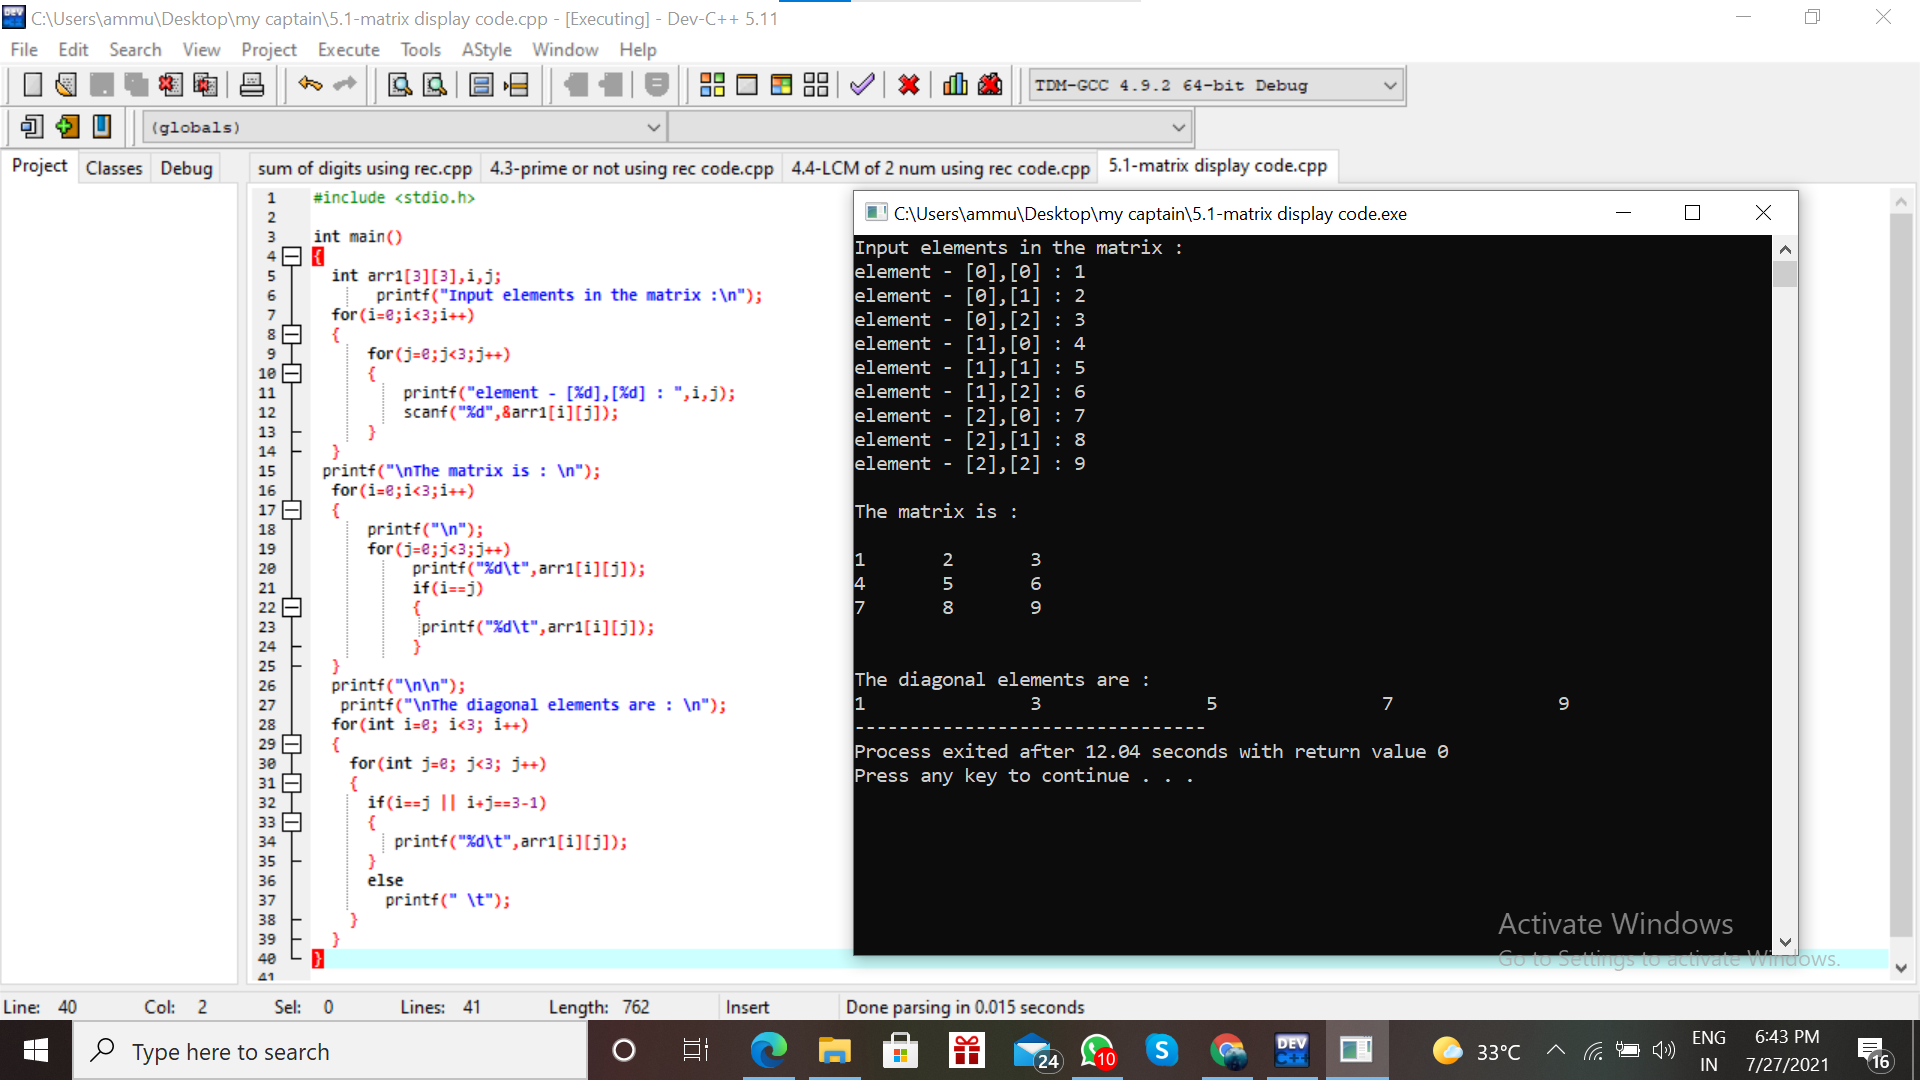 C:\Users\ammu\Desktop\my captain\5.1-matrix display code.cpp - [Executing] - Dev-C++ 5.11
File Edit Search View Project Execute Tools AStyle Window Help
TDM-GCC 4.9.2 64-bit Debug
(globals)
Project Classes Debug
sum of digits using rec.cpp 4.3-prime or not using rec code.cpp 4.4-LCM of 2 num using rec code.cpp 5.1-matrix display code.cpp
1 #include <stdio.h>
2
3 int main()
4 {
5 int arr1[3][3],i,j;
6 printf("Input elements in the matrix :\n");
7 for(i=0;i<3;i++)
8 {
9 for(j=0;j<3;j++)
10 {
11 printf("element - [%d],[%d] : ",i,j);
12 scanf("%d",&arr1[i][j]);
13 }
14 }
15 printf("\nThe matrix is : \n");
16 for(i=0;i<3;i++)
17 {
18 printf("\n");
19 for(j=0;j<3;j++)
20 printf("%d\t",arr1[i][j]);
21 if(i==j)
22 {
23 printf("%d\t",arr1[i][j]);
24 }
25 }
26 printf("\n\n");
27 printf("\nThe diagonal elements are : \n");
28 for(int i=0; i<3; i++)
29 {
30 for(int j=0; j<3; j++)
31 {
32 if(i==j || i+j==3-1)
33 {
34 printf("%d\t",arr1[i][j]);
35 }
36 else
37 printf(" \t");
38 }
39 }
40 }
41
C:\Users\ammu\Desktop\my captain\5.1-matrix display code.exe
Input elements in the matrix :
element - [0],[0] : 1
element - [0],[1] : 2
element - [0],[2] : 3
element - [1],[0] : 4
element - [1],[1] : 5
element - [1],[2] : 6
element - [2],[0] : 7
element - [2],[1] : 8
element - [2],[2] : 9
The matrix is :
1 2 3
4 5 6
7 8 9
The diagonal elements are :
1 3 5 7 9
--------------------------------
Process exited after 12.04 seconds with return value 0
Press any key to continue . . .
Activate Windows
Go to Settings to activate Windows.
Line: 40 Col: 2 Sel: 0 Lines: 41 Length: 762 Insert Done parsing in 0.015 seconds
Type here to search
24
10
S
DEV
C++
33°C
ENG
IN
6:43 PM
7/27/2021
16